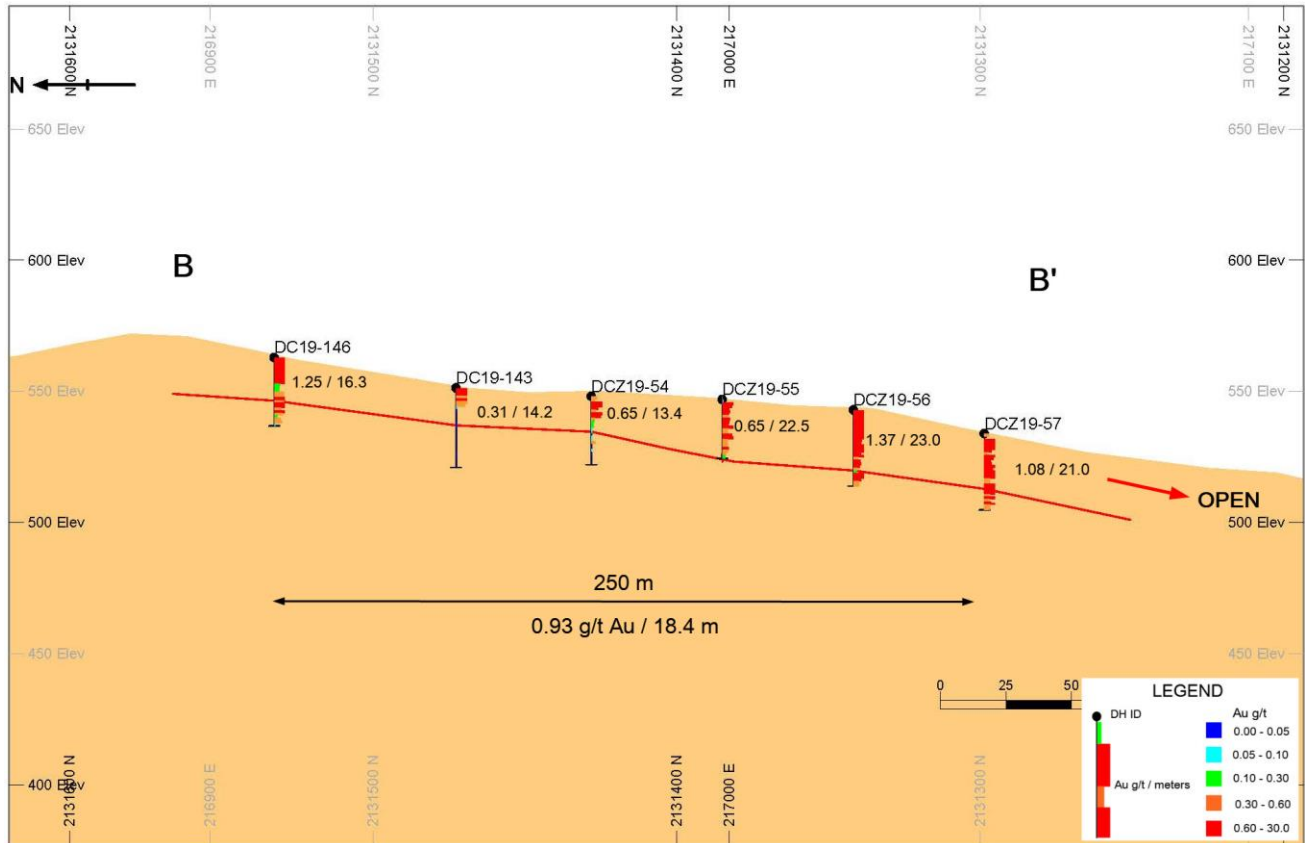 2131600 N
216900 E
2131500 N
2131400 N
217000 E
2131300 N
217100 E
2131200 N
N
650 Elev
650 Elev
600 Elev
600 Elev
B
B'
DC19-146
1.25 / 16.3
DC19-143
0.31 / 14.2
DCZ19-54
0.65 / 13.4
DCZ19-55
0.65 / 22.5
DCZ19-56
1.37 / 23.0
DCZ19-57
1.08 / 21.0
550 Elev
550 Elev
OPEN
500 Elev
500 Elev
250 m
0.93 g/t Au / 18.4 m
450 Elev
450 Elev
0 25 50
LEGEND
DH ID
Au g/t / meters
Au g/t
0.00 - 0.05
0.05 - 0.10
0.10 - 0.30
0.30 - 0.60
0.60 - 30.0
400 Elev
2131600 N
216900 E
2131500 N
2131400 N
217000 E
2131300 N